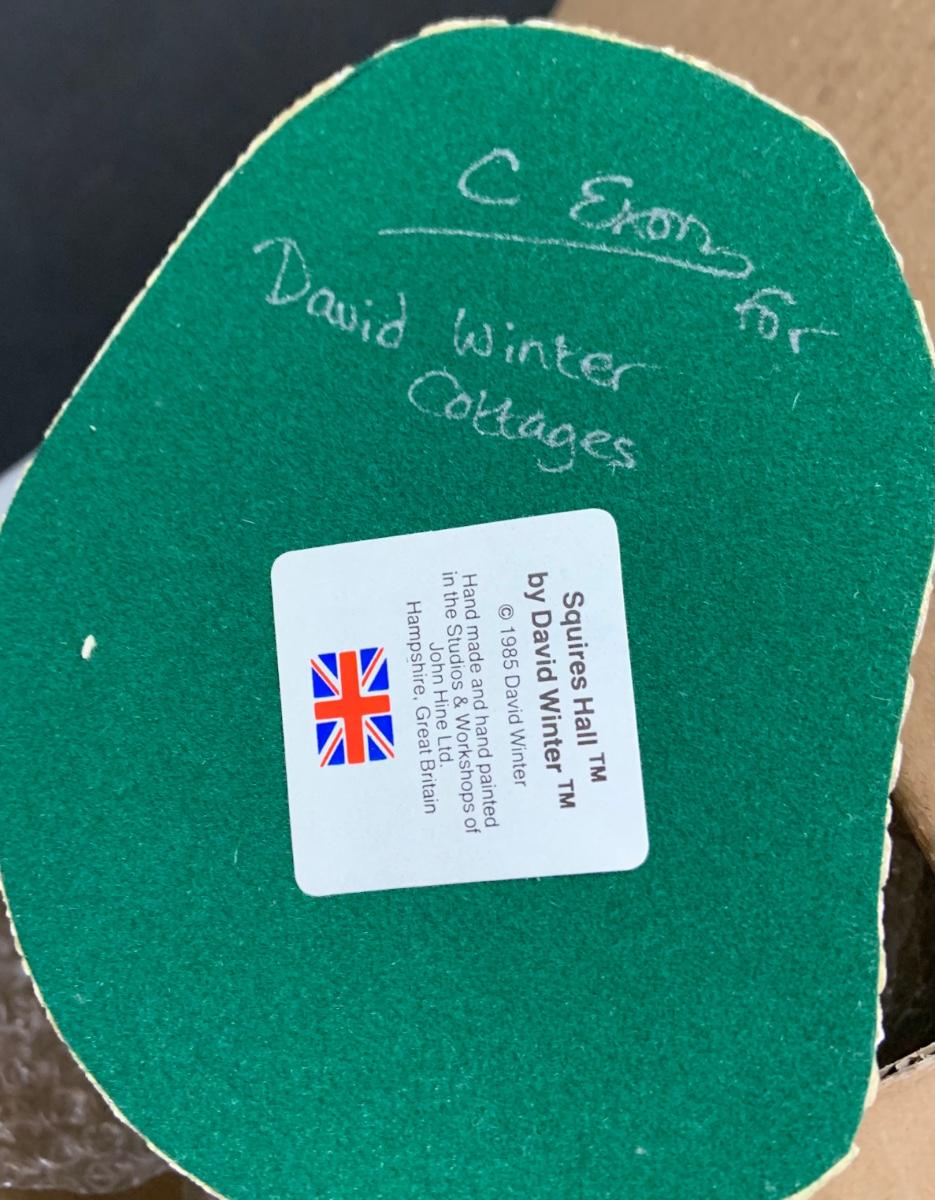 C Exon
for
David Winter
Cottages
Squires Hall ™
by David Winter ™
© 1985 David Winter
Hand made and hand painted
in the Studios & Workshops of
John Hine Ltd.
Hampshire, Great Britain